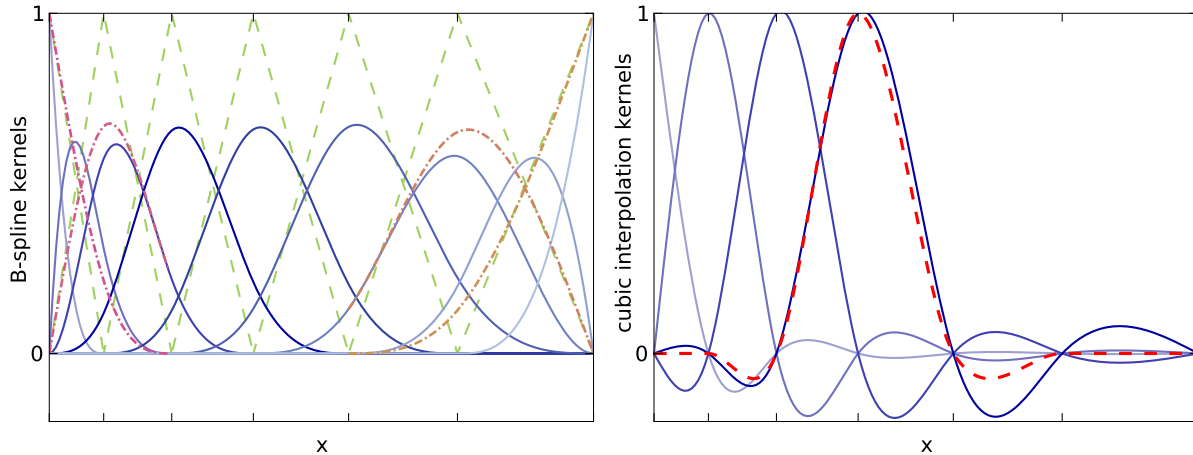 1
B-spline kernels
0
x
1
cubic interpolation kernels
0
x